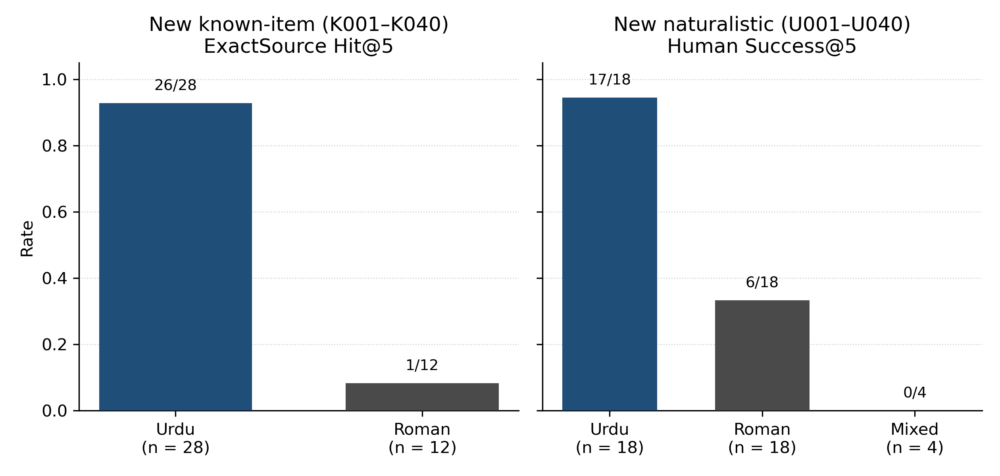 New known-item (K001–K040)
ExactSource Hit@5
New naturalistic (U001–U040)
Human Success@5
Rate
1.0
0.8
0.6
0.4
0.2
0.0
26/28
1/12
17/18
6/18
0/4
Urdu
(n = 28)
Roman
(n = 12)
Urdu
(n = 18)
Roman
(n = 18)
Mixed
(n = 4)